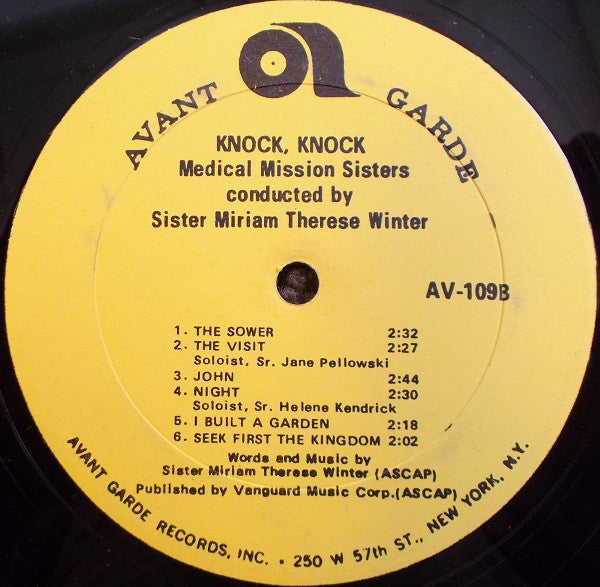 AVANT GARDE
KNOCK, KNOCK
Medical Mission Sisters
conducted by
Sister Miriam Therese Winter
AV-109B
1. THE SOWER 2:32
2. THE VISIT 2:27
Soloist, Sr. Jane Pellowski
3. JOHN 2:44
4. NIGHT 2:30
Soloist, Sr. Helene Kendrick
5. I BUILT A GARDEN 2:18
6. SEEK FIRST THE KINGDOM 2:02
Words and Music by
Sister Miriam Therese Winter (ASCAP)
Published by Vanguard Music Corp.(ASCAP)
AVANT GARDE RECORDS, INC. • 250 W 57th ST., NEW YORK, N.Y.